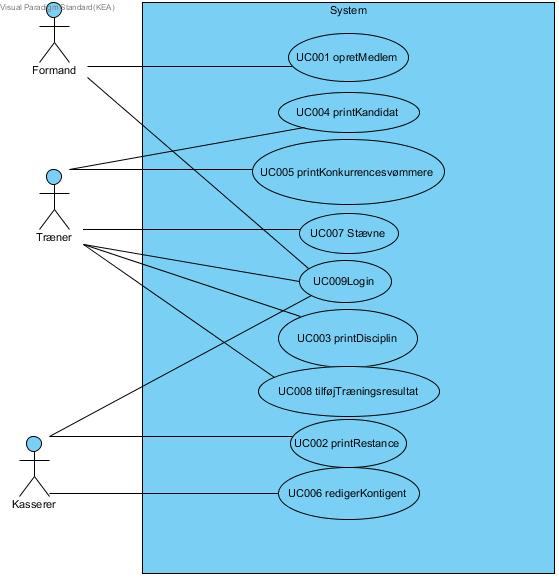 Visual Paradigm Standard(KEA)
System
Formand
UC001 opretMedlem
UC004 printKandidat
UC005 printKonkurrencesvømmere
Træner
UC007 Stævne
UC009Login
UC003 printDisciplin
UC008 tilføjTræningsresultat
UC002 printRestance
Kasserer
UC006 redigerKontigent